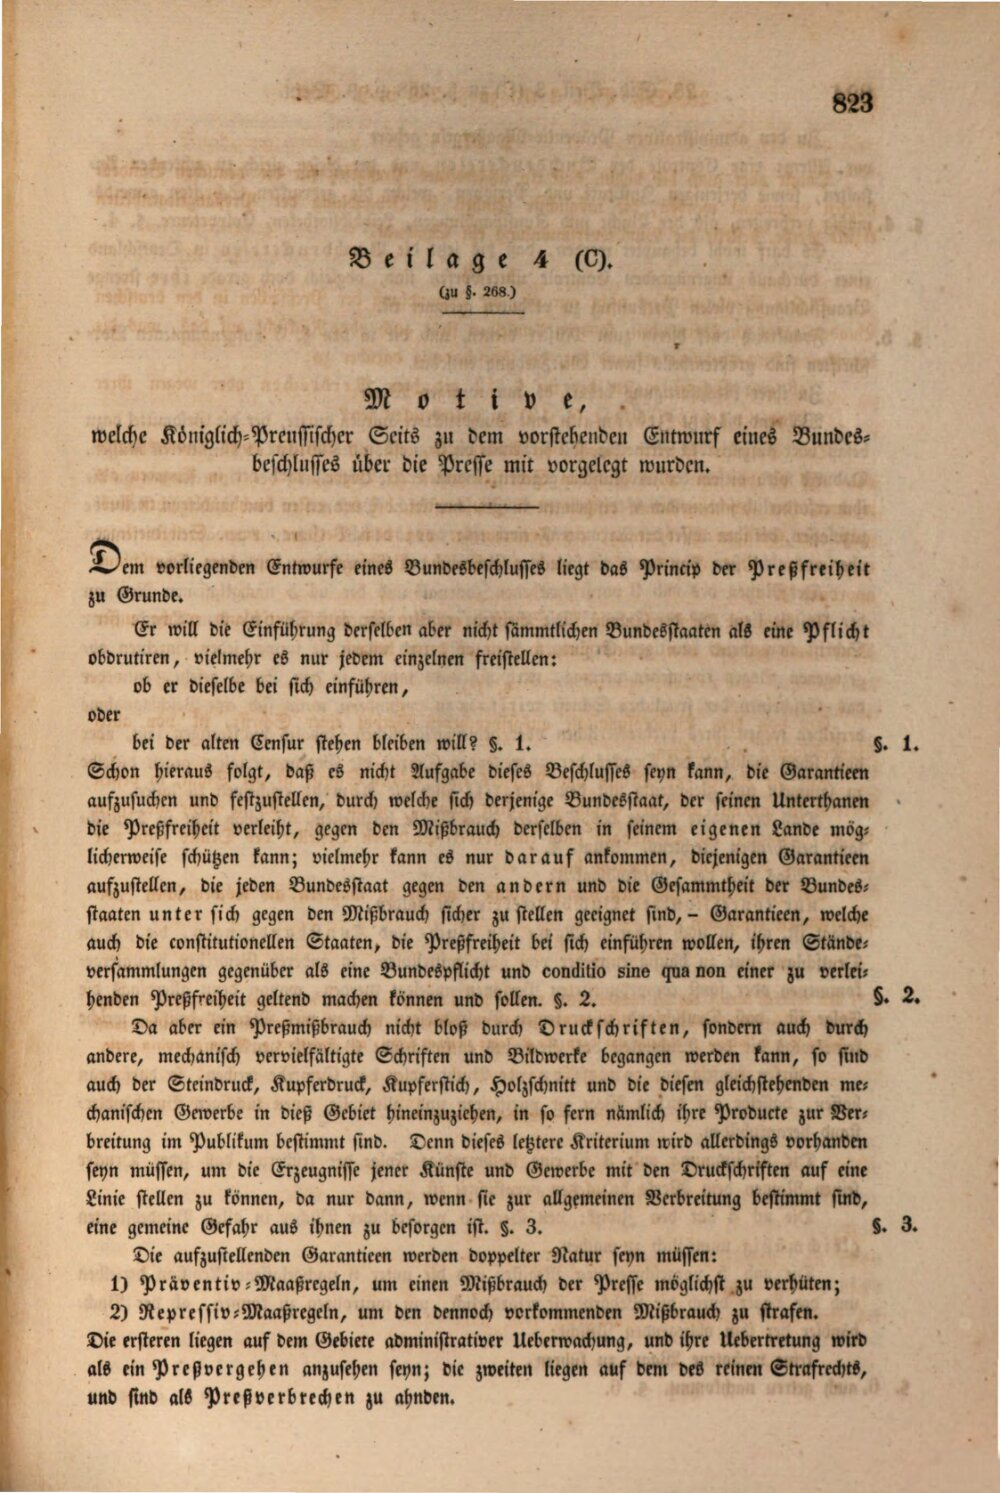 823
Beilage 4 (C).
(zu §. 268.)
Motive,
welche Königlich-Preussischer Seits zu dem vorstehenden Entwurf eines Bundes-
beschlusses über die Presse mit vorgelegt wurden.
Dem vorliegenden Entwurfe eines Bundesbeschlusses liegt das Princip der Preßfreiheit
zu Grunde.
Er will die Einführung derselben aber nicht sämmtlichen Bundesstaaten als eine Pflicht
obdrutiren, vielmehr es nur jedem einzelnen freistellen:
ob er dieselbe bei sich einführen,
oder
bei der alten Censur stehen bleiben will? §. 1. §. 1.
Schon hieraus folgt, daß es nicht Aufgabe dieses Beschlusses seyn kann, die Garantieen
aufzusuchen und festzustellen, durch welche sich derjenige Bundesstaat, der seinen Unterthanen
die Preßfreiheit verleiht, gegen den Mißbrauch derselben in seinem eigenen Lande mög-
licherweise schützen kann; vielmehr kann es nur darauf ankommen, diejenigen Garantieen
aufzustellen, die jeden Bundesstaat gegen den andern und die Gesammtheit der Bundes-
staaten unter sich gegen den Mißbrauch sicher zu stellen geeignet sind, – Garantieen, welche
auch die constitutionellen Staaten, die Preßfreiheit bei sich einführen wollen, ihren Stände-
versammlungen gegenüber als eine Bundespflicht und conditio sine qua non einer zu verlei-
henden Preßfreiheit geltend machen können und sollen. §. 2. §. 2.
Da aber ein Preßmißbrauch nicht bloß durch Druckschriften, sondern auch durch
andere, mechanisch vervielfältigte Schriften und Bildwerke begangen werden kann, so sind
auch der Steindruck, Kupferdruck, Kupferstich, Holzschnitt und die diesen gleichstehenden me-
chanischen Gewerbe in dieß Gebiet hineinzuziehen, in so fern nämlich ihre Producte zur Ver-
breitung im Publikum bestimmt sind. Denn dieses letztere Kriterium wird allerdings vorhanden
seyn müssen, um die Erzeugnisse jener Künste und Gewerbe mit den Druckschriften auf eine
Linie stellen zu können, da nur dann, wenn sie zur allgemeinen Verbreitung bestimmt sind,
eine gemeine Gefahr aus ihnen zu besorgen ist. §. 3. §. 3.
Die aufzustellenden Garantieen werden doppelter Natur seyn müssen:
1) Präventiv-Maaßregeln, um einen Mißbrauch der Presse möglichst zu verhüten;
2) Repressiv-Maaßregeln, um den dennoch vorkommenden Mißbrauch zu strafen.
Die ersteren liegen auf dem Gebiete administrativer Ueberwachung, und ihre Uebertretung wird
als ein Preßvergehen anzusehen seyn; die zweiten liegen auf dem des reinen Strafrechts,
und sind als Preßverbrechen zu ahnden.